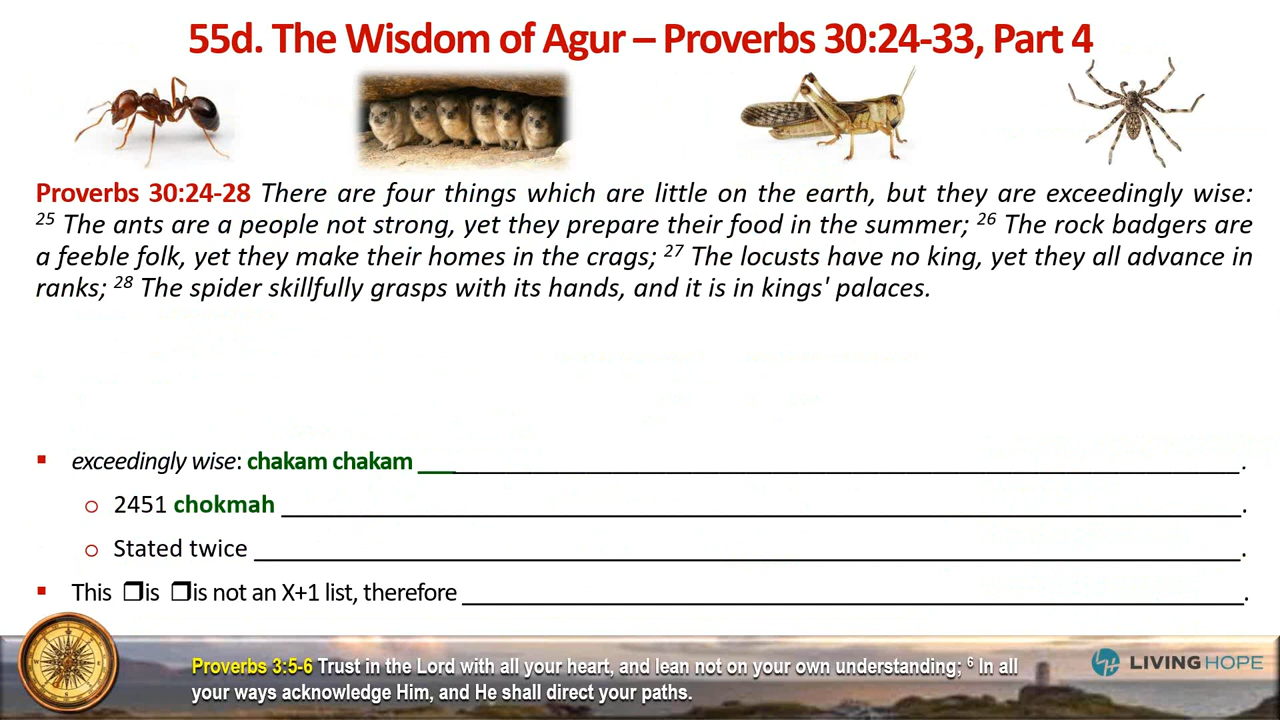 55d. The Wisdom of Agur – Proverbs 30:24-33, Part 4
Proverbs 30:24-28 There are four things which are little on the earth, but they are exceedingly wise:
25 The ants are a people not strong, yet they prepare their food in the summer; 26 The rock badgers are
a feeble folk, yet they make their homes in the crags; 27 The locusts have no king, yet they all advance in
ranks; 28 The spider skillfully grasps with its hands, and it is in kings' palaces.
▪ exceedingly wise: chakam chakam ____________________.
o 2451 chokmah ____________________.
o Stated twice ____________________.
▪ This ❒is ❒is not an X+1 list, therefore ____________________.
Proverbs 3:5-6 Trust in the Lord with all your heart, and lean not on your own understanding; 6 In all
your ways acknowledge Him, and He shall direct your paths.
LIVING HOPE